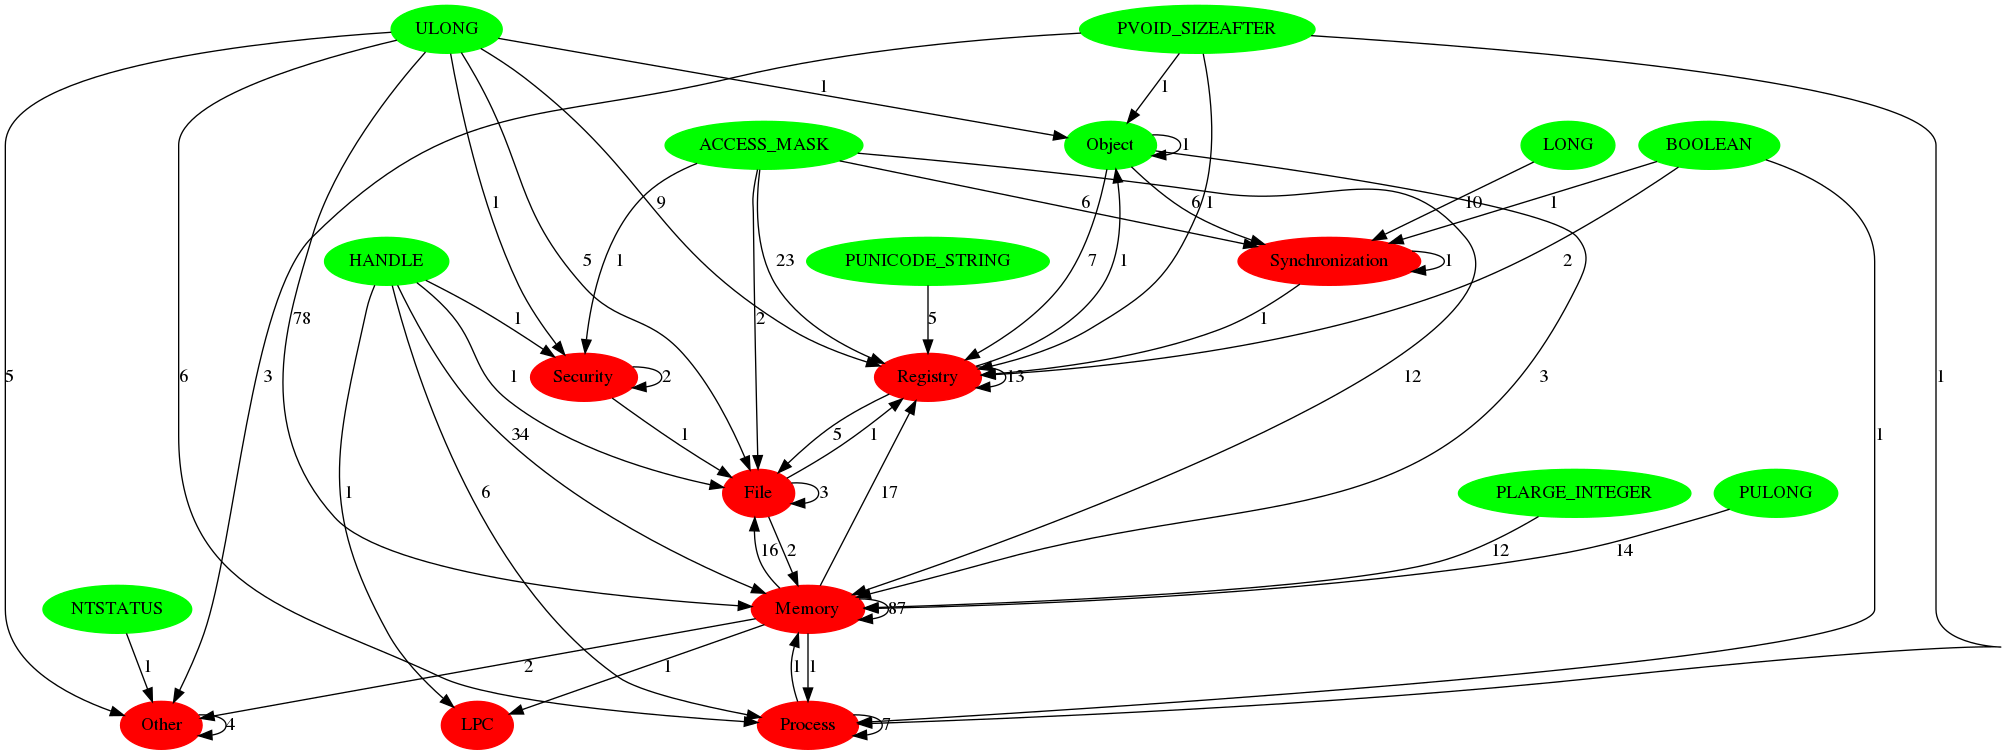 ULONG
PVOID_SIZEAFTER
1
1
ACCESS_MASK
Object
1
LONG
BOOLEAN
1
9
6
6
1
10
1
HANDLE
1
PUNICODE_STRING
7
1
Synchronization
1
2
5
78
1
23
2
5
1
5
6
3
1
Security
2
Registry
13
12
3
1
34
1
5
1
1
1
6
File
3
17
PLARGE_INTEGER
PULONG
16
2
12
14
NTSTATUS
Memory
87
1
2
1
1
1
Other
4
LPC
Process
7